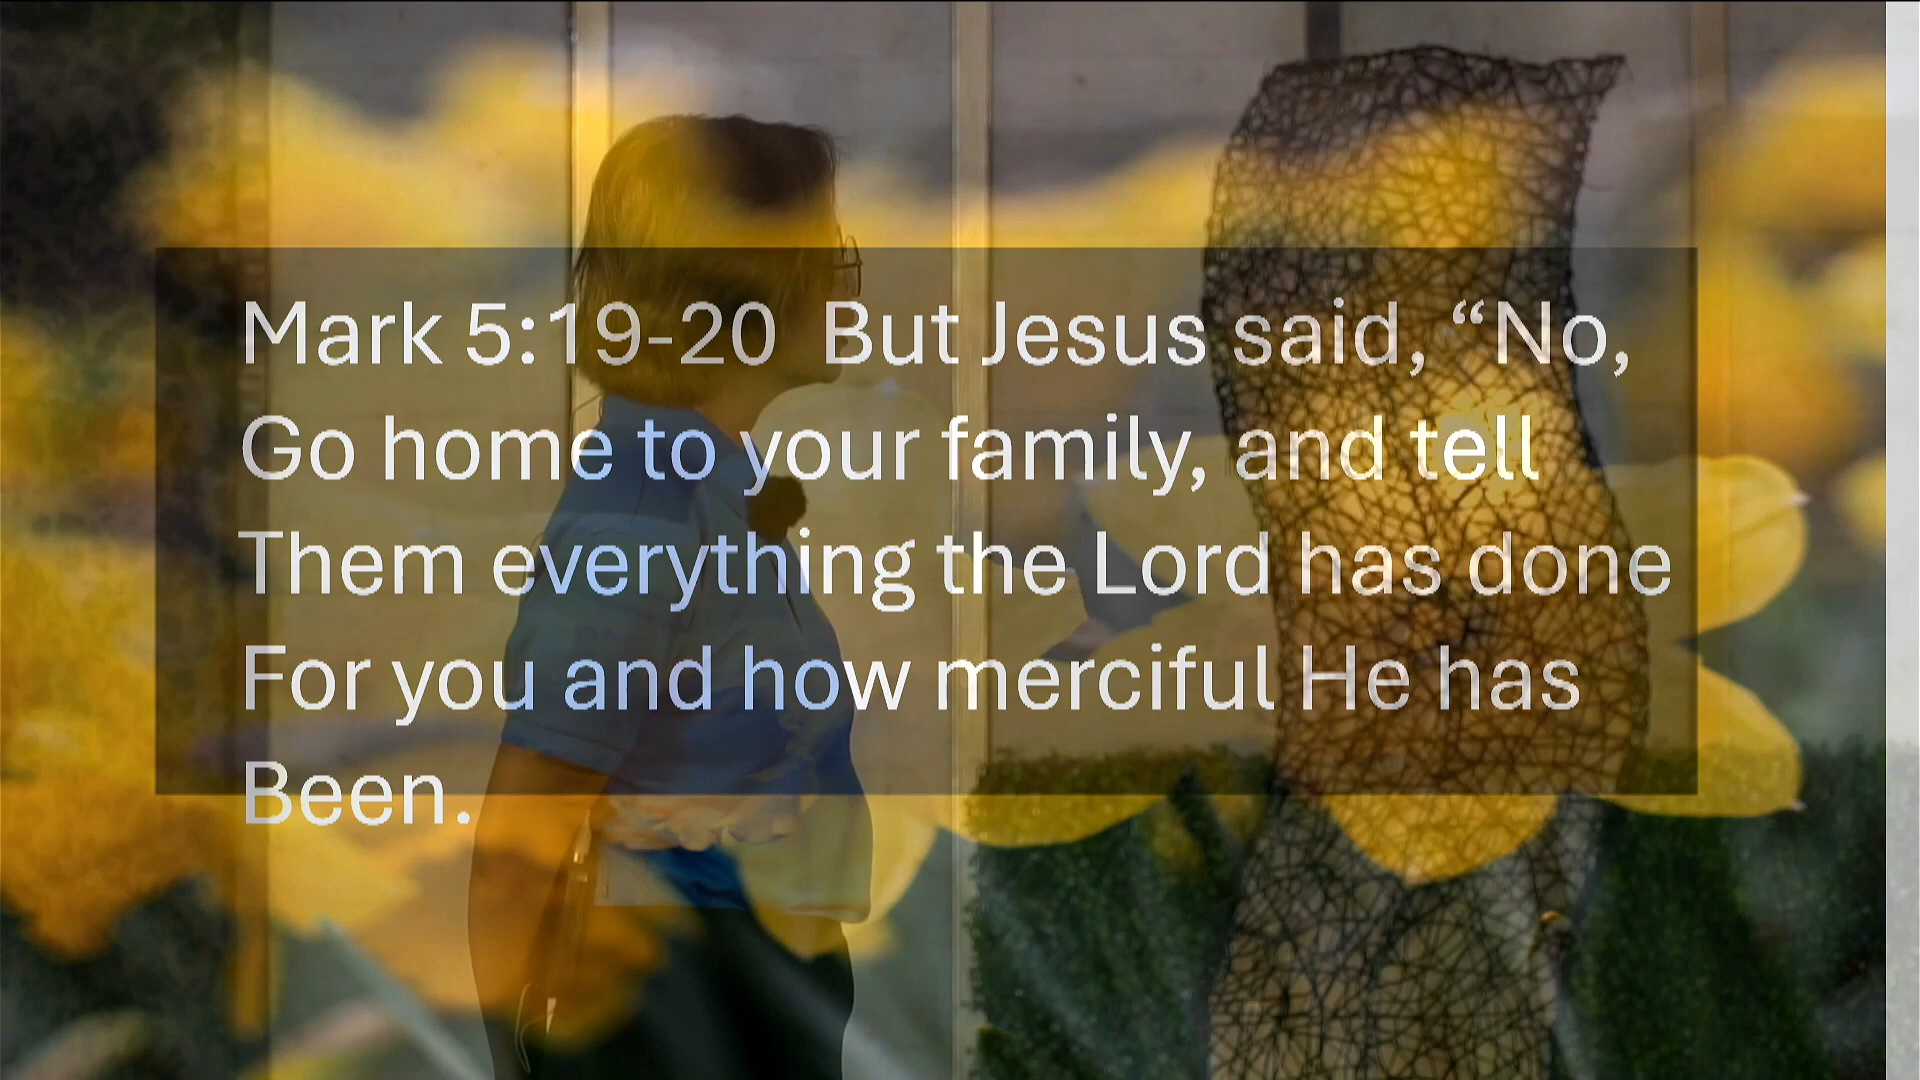 Mark 5:19-20  But Jesus said, “No,
Go home to your family, and tell
Them everything the Lord has done
For you and how merciful He has
Been.